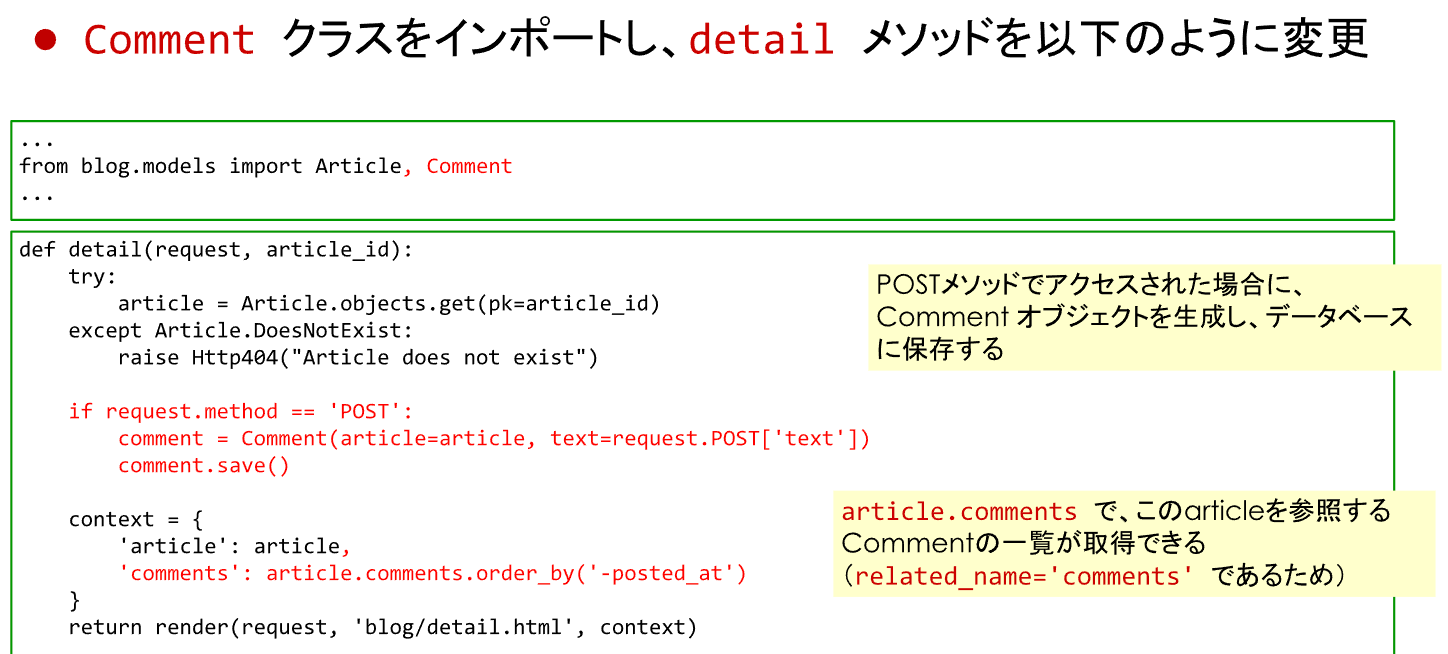 ● Comment クラスをインポートし、detail メソッドを以下のように変更
...
from blog.models import Article, Comment
...
def detail(request, article_id):
    try:
        article = Article.objects.get(pk=article_id)
    except Article.DoesNotExist:
        raise Http404("Article does not exist")
    if request.method == 'POST':
        comment = Comment(article=article, text=request.POST['text'])
        comment.save()
    context = {
        'article': article,
        'comments': article.comments.order_by('-posted_at')
    }
    return render(request, 'blog/detail.html', context)
POSTメソッドでアクセスされた場合に、
Comment オブジェクトを生成し、データベース
に保存する
article.comments で、このarticleを参照する
Commentの一覧が取得できる
（related_name='comments' であるため）